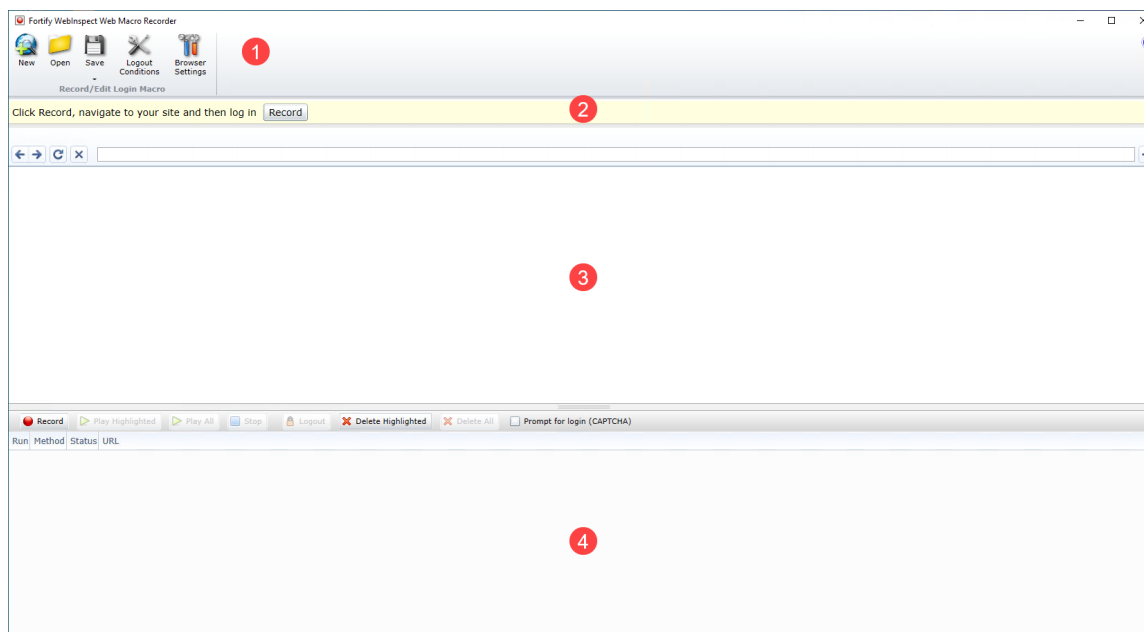 Fortify WebInspect Web Macro Recorder
New Open Save Logout Conditions Browser Settings
1
Record/Edit Login Macro
Click Record, navigate to your site and then log in Record
2
3
Record Play Highlighted Play All Stop Logout Delete Highlighted Delete All Prompt for login (CAPTCHA)
Run Method Status URL
4